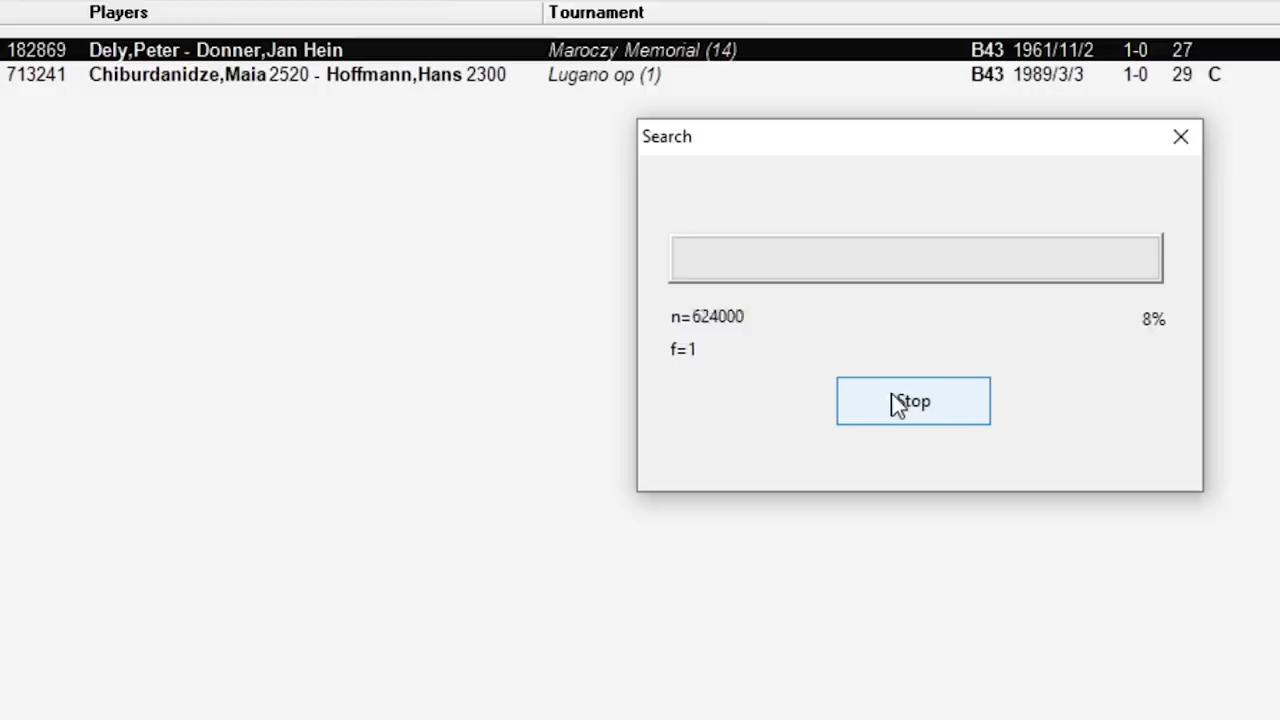 Players Tournament
182869 Dely,Peter - Donner,Jan Hein Maroczy Memorial (14) B43 1961/11/2 1-0 27
713241 Chiburdanidze,Maia 2520 - Hoffmann,Hans 2300 Lugano op (1) B43 1989/3/3 1-0 29 C
Search
n=624000 8%
f=1
Stop